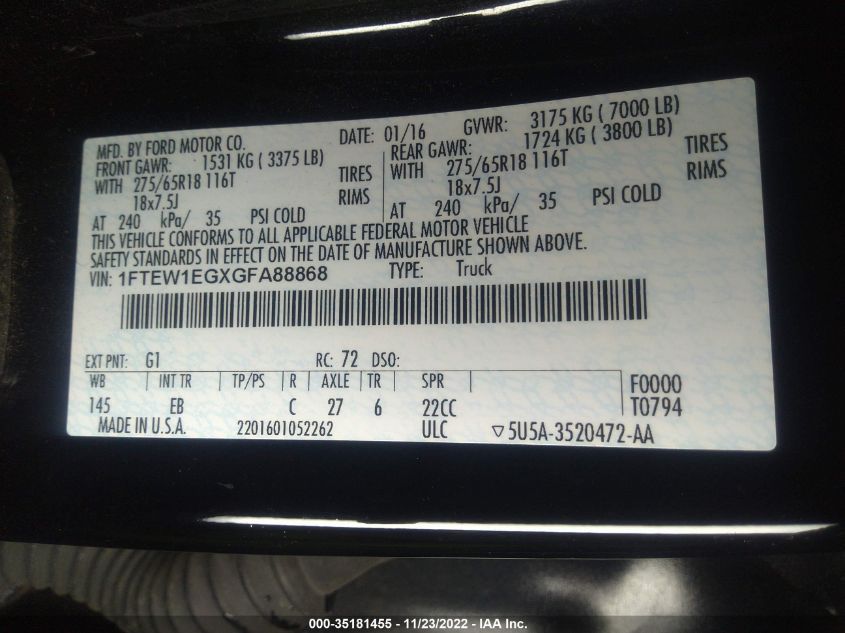 MFD. BY FORD MOTOR CO. DATE: 01/16 GVWR: 3175 KG ( 7000 LB)
FRONT GAWR: 1531 KG ( 3375 LB) REAR GAWR: 1724 KG ( 3800 LB)
WITH 275/65R18 116T TIRES WITH 275/65R18 116T TIRES
18x7.5J RIMS 18x7.5J RIMS
AT 240 kPa/ 35 PSI COLD AT 240 kPa/ 35 PSI COLD
THIS VEHICLE CONFORMS TO ALL APPLICABLE FEDERAL MOTOR VEHICLE
SAFETY STANDARDS IN EFFECT ON THE DATE OF MANUFACTURE SHOWN ABOVE.
VIN: 1FTEW1EGXGFA88868 TYPE: Truck
EXT PNT: G1 RC: 72 DSO:
WB INT TR TP/PS R AXLE TR SPR F0000
145 EB C 27 6 22CC T0794
MADE IN U.S.A. 2201601052262 ULC ▽5U5A-3520472-AA
000-35181455 - 11/23/2022 - IAA Inc.